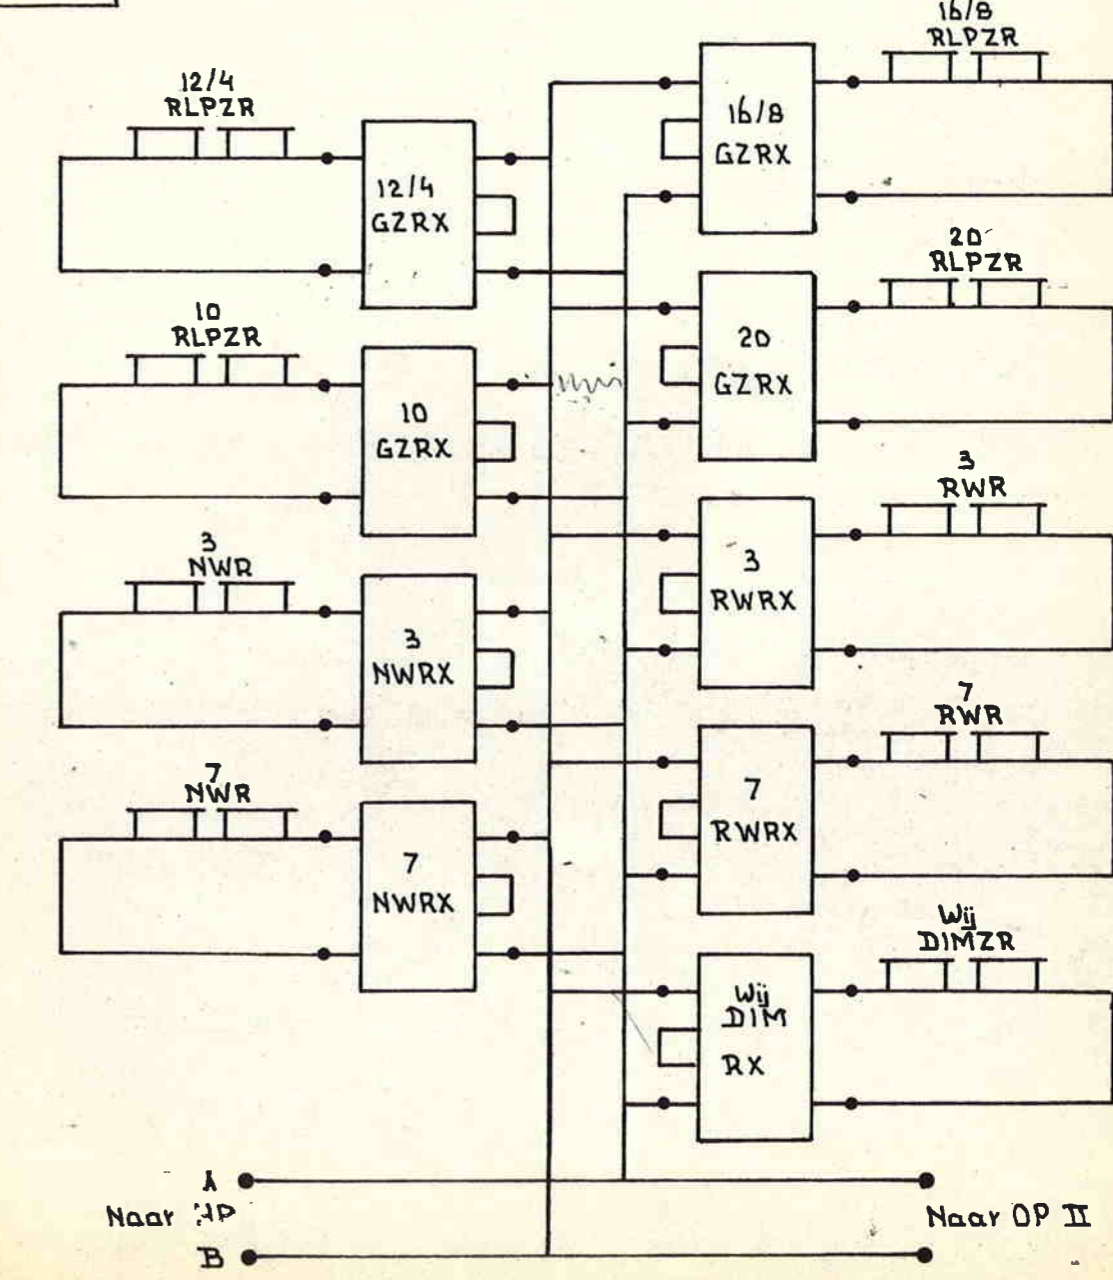 16/8
RLPZR
12/4
RLPZR
16/8
GZRX
12/4
GZRX
20
RLPZR
10
RLPZR
20
GZRX
10
GZRX
3
RWR
3
NWR
3
RWRX
3
NWRX
7
RWR
7
NWR
7
RWRX
7
NWRX
Wij
DIMZR
Wij
DIM
RX
A
Naar
Naar OP II
B